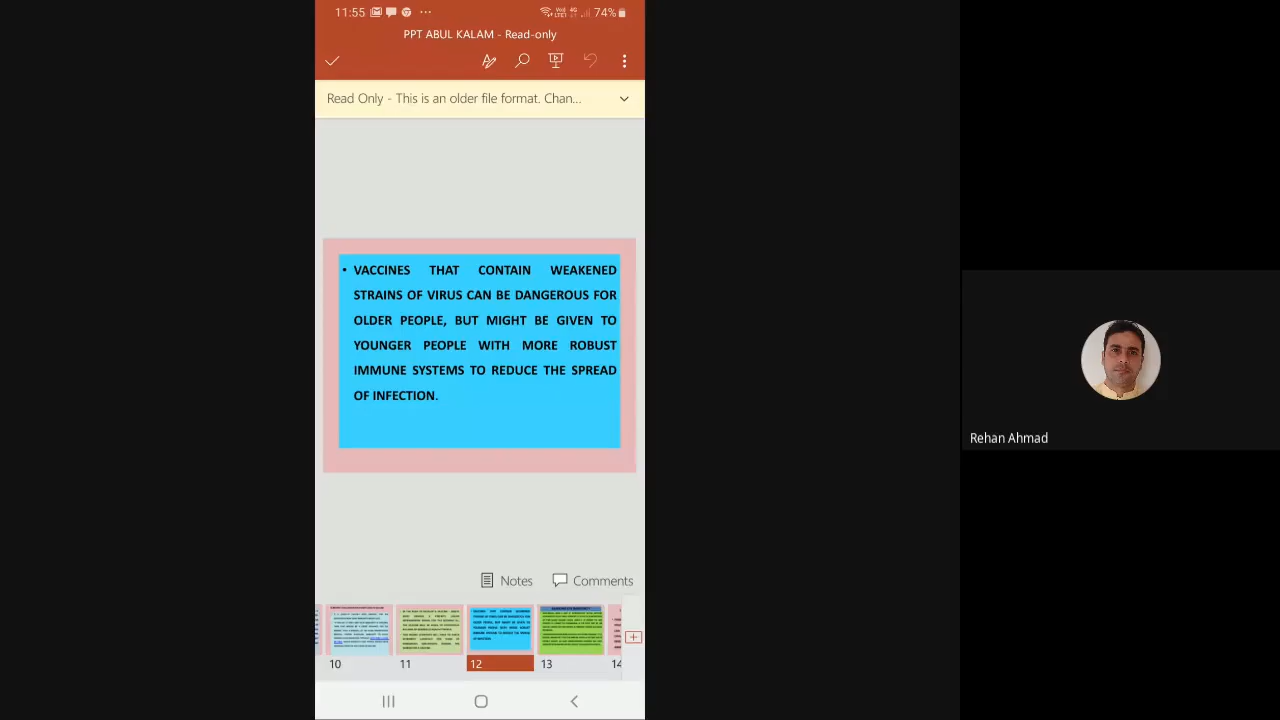 11:55
74%
PPT ABUL KALAM - Read-only
Read Only - This is an older file format. Chan...
• VACCINES THAT CONTAIN WEAKENED
STRAINS OF VIRUS CAN BE DANGEROUS FOR
OLDER PEOPLE, BUT MIGHT BE GIVEN TO
YOUNGER PEOPLE WITH MORE ROBUST
IMMUNE SYSTEMS TO REDUCE THE SPREAD
OF INFECTION.
Rehan Ahmad
Notes
Comments
10
11
12
13
14